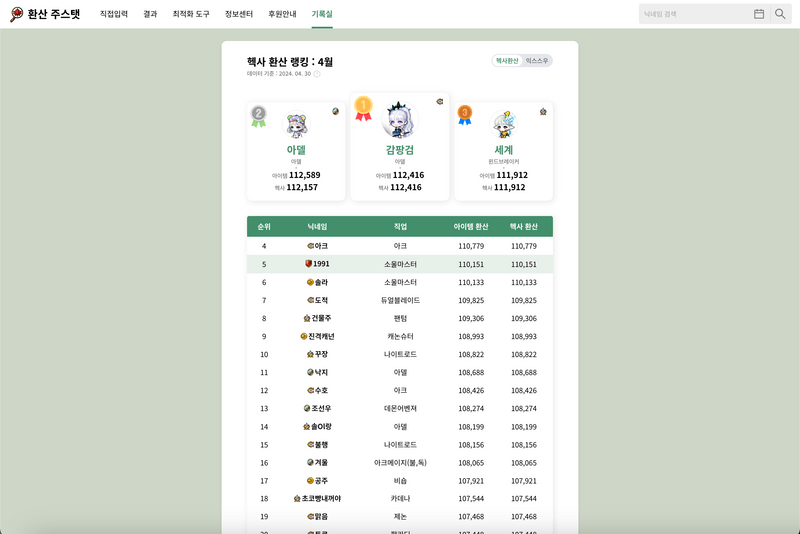 환산 주스탯 직접입력 결과 최적화 도구 정보센터 후원안내 기록실 닉네임 검색
헥사 환산 랭킹 : 4월 헥사환산 익스스우
데이터 기준 : 2024. 04. 30
2
아델
아델
아이템 112,589
헥사 112,157
1
감팡검
아델
아이템 112,416
헥사 112,416
3
세계
윈드브레이커
아이템 111,912
헥사 111,912
순위 닉네임 직업 아이템 환산 헥사 환산
4 아크 아크 110,779 110,779
5 1991 소울마스터 110,151 110,151
6 솔라 소울마스터 110,133 110,133
7 도적 듀얼블레이드 109,825 109,825
8 건물주 팬텀 109,306 109,306
9 진격캐넌 캐논슈터 108,993 108,993
10 꾸장 나이트로드 108,822 108,822
11 낙지 아델 108,688 108,688
12 수호 아크 108,426 108,426
13 조선우 데몬어벤져 108,274 108,274
14 솔이랑 아델 108,199 108,199
15 불행 나이트로드 108,156 108,156
16 겨울 아크메이지(불,독) 108,065 108,065
17 공주 비숍 107,921 107,921
18 초코빵내꺼야 카데나 107,544 107,544
19 맑음 제논 107,468 107,468